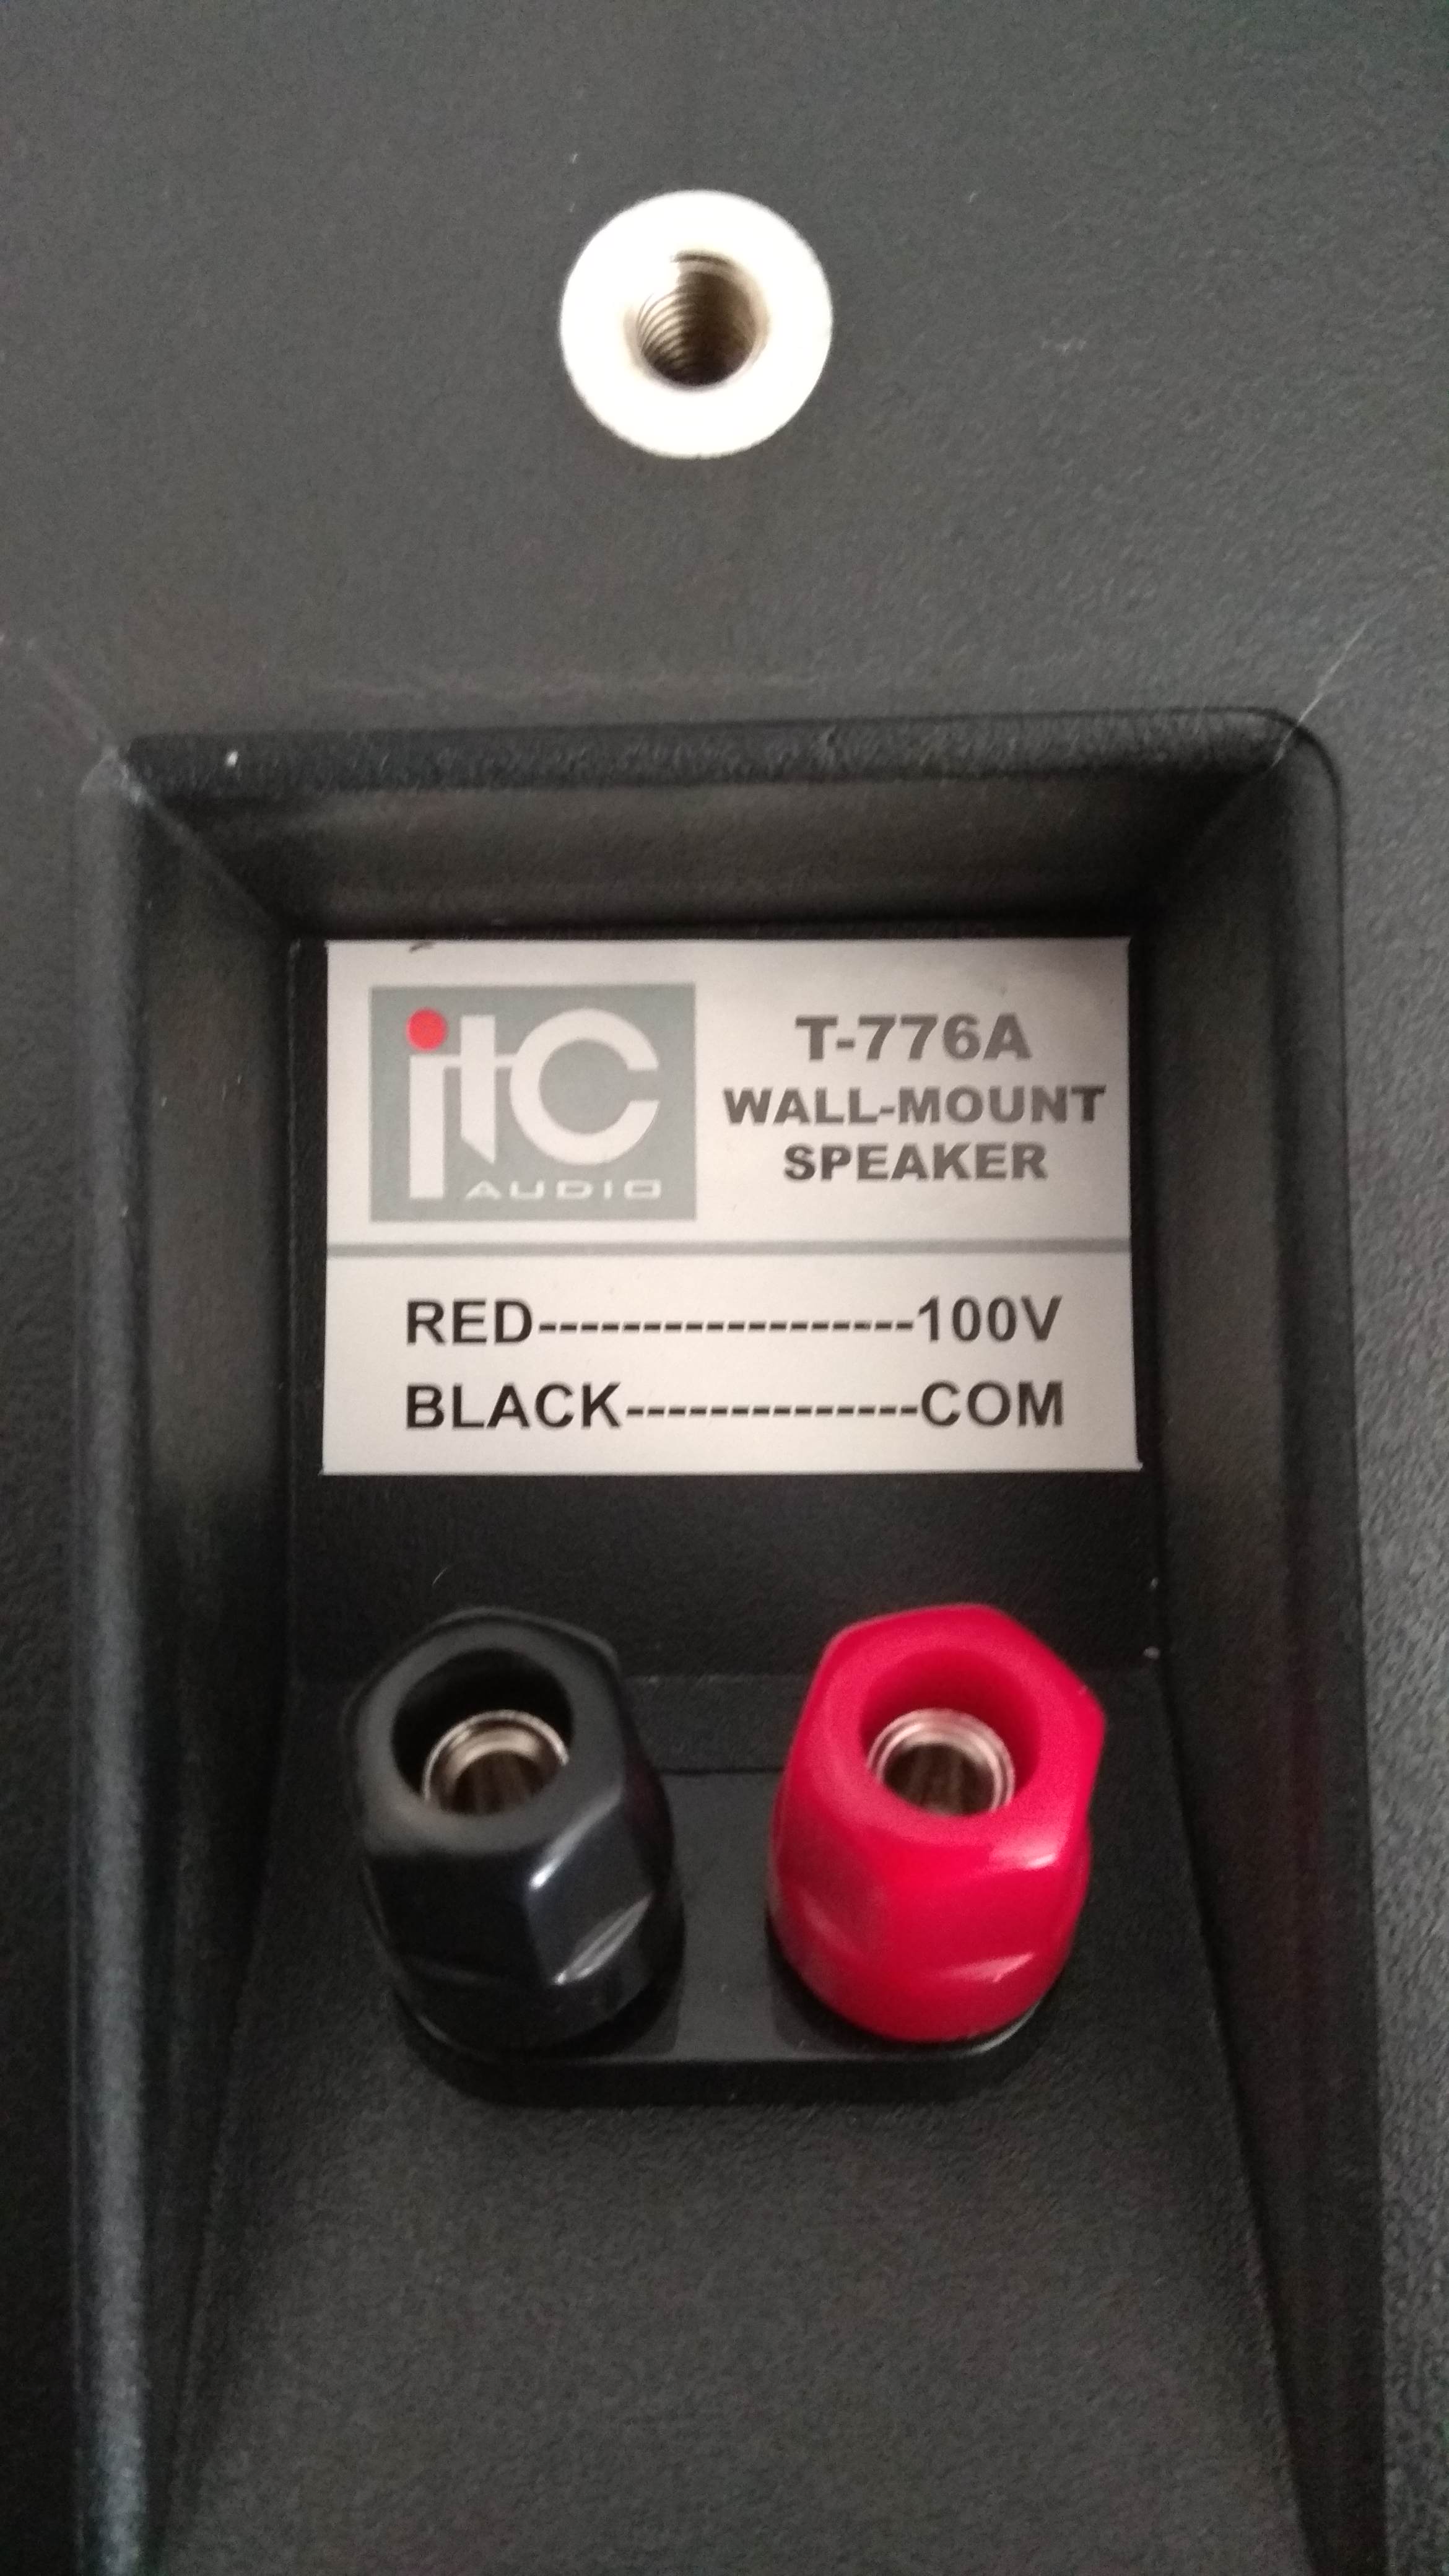 itc
AUDIO
T-776A
WALL-MOUNT
SPEAKER
RED------------------100V
BLACK--------------COM